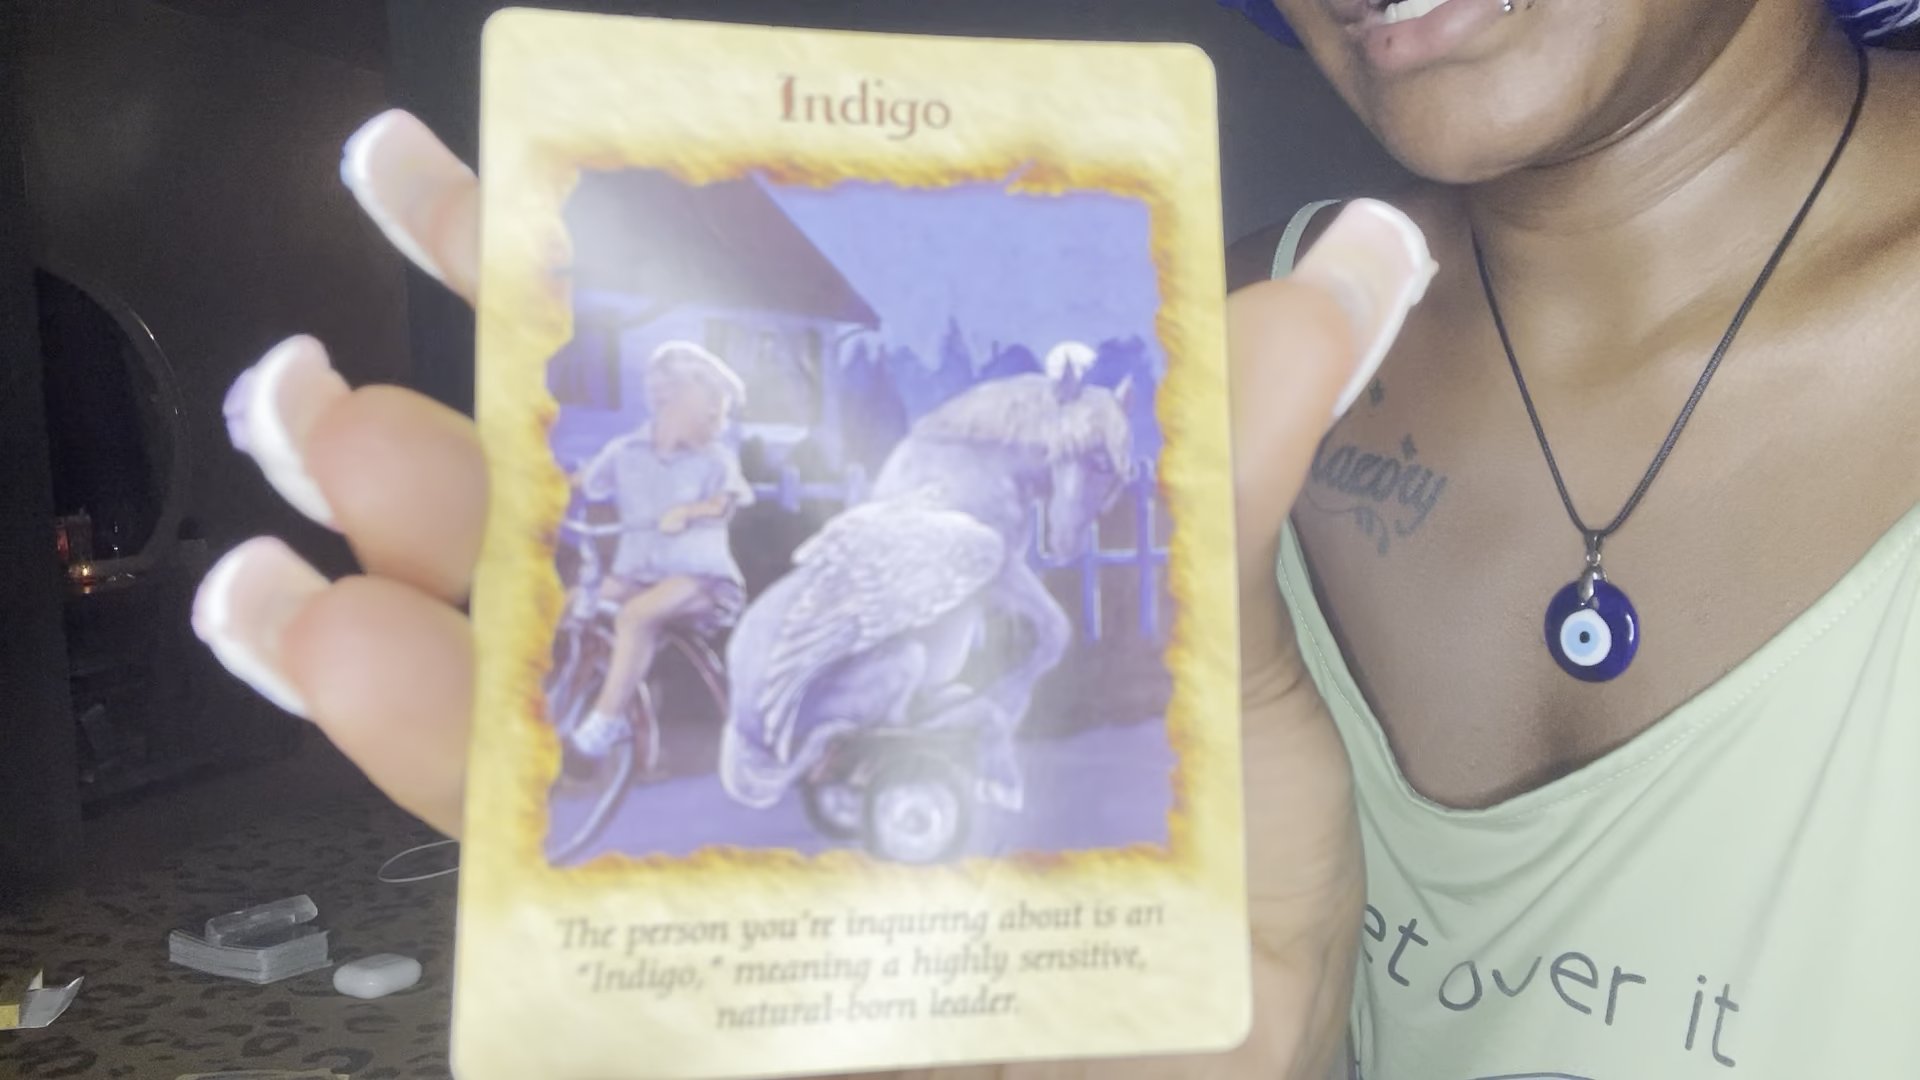 Indigo
The person you're inquiring about is an
"Indigo," meaning a highly sensitive,
natural-born leader.
et over it